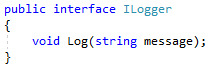 public interface ILogger
{
    void Log(string message);
}